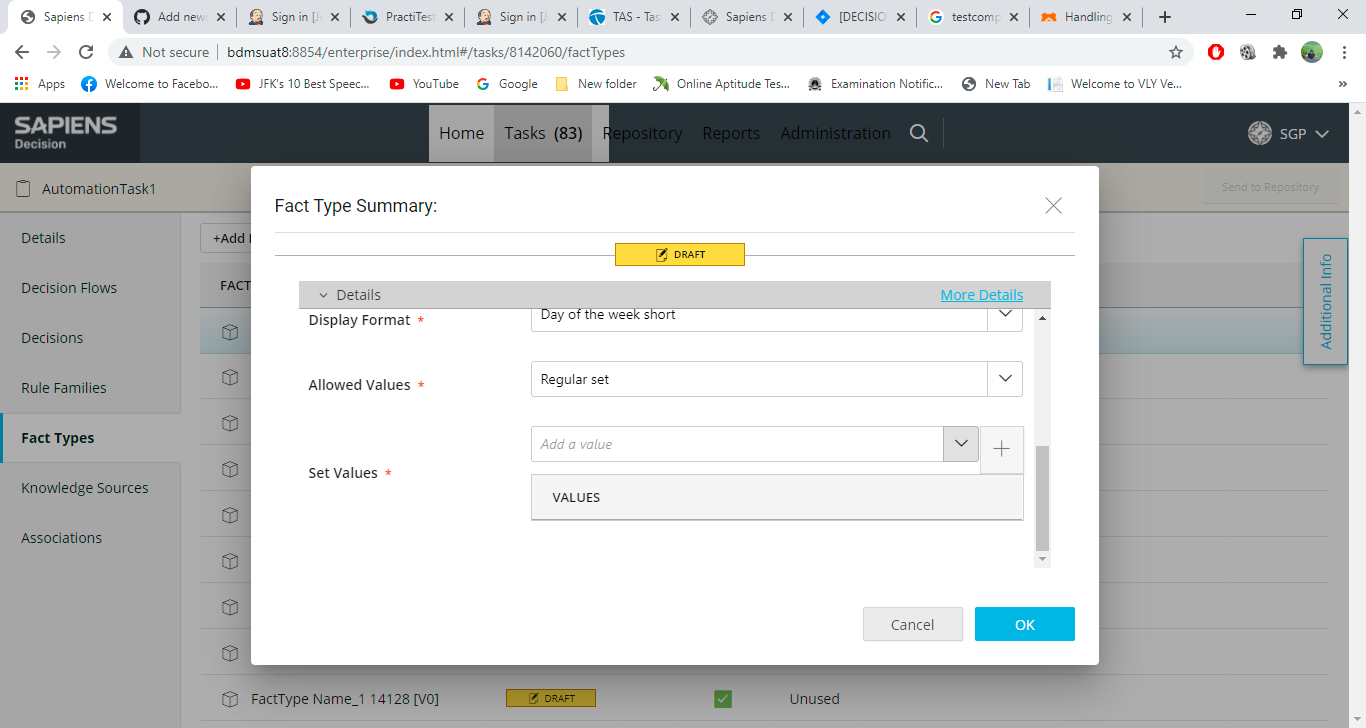 Sapiens D
Add new
Sign in [J
PractiTest
Sign in [J
TAS - Tas
Sapiens D
[DECISIO
testcomp
Handling
Not secure
bdmsuat8:8854/enterprise/index.html#/tasks/8142060/factTypes
Apps
Welcome to Facebo...
JFK's 10 Best Speec...
YouTube
Google
New folder
Online Aptitude Tes...
Examination Notific...
New Tab
Welcome to VLY Ve...
SAPIENS
Decision
Home
Tasks (83)
Repository
Reports
Administration
SGP
AutomationTask1
Send to Repository
Details
Decision Flows
Decisions
Rule Families
Fact Types
Knowledge Sources
Associations
+Add
FACT
Additional Info
Fact Type Summary:
DRAFT
Details
More Details
Display Format *
Day of the week short
Allowed Values *
Regular set
Add a value
Set Values *
VALUES
Cancel
OK
FactType Name_1 14128 [V0]
DRAFT
Unused